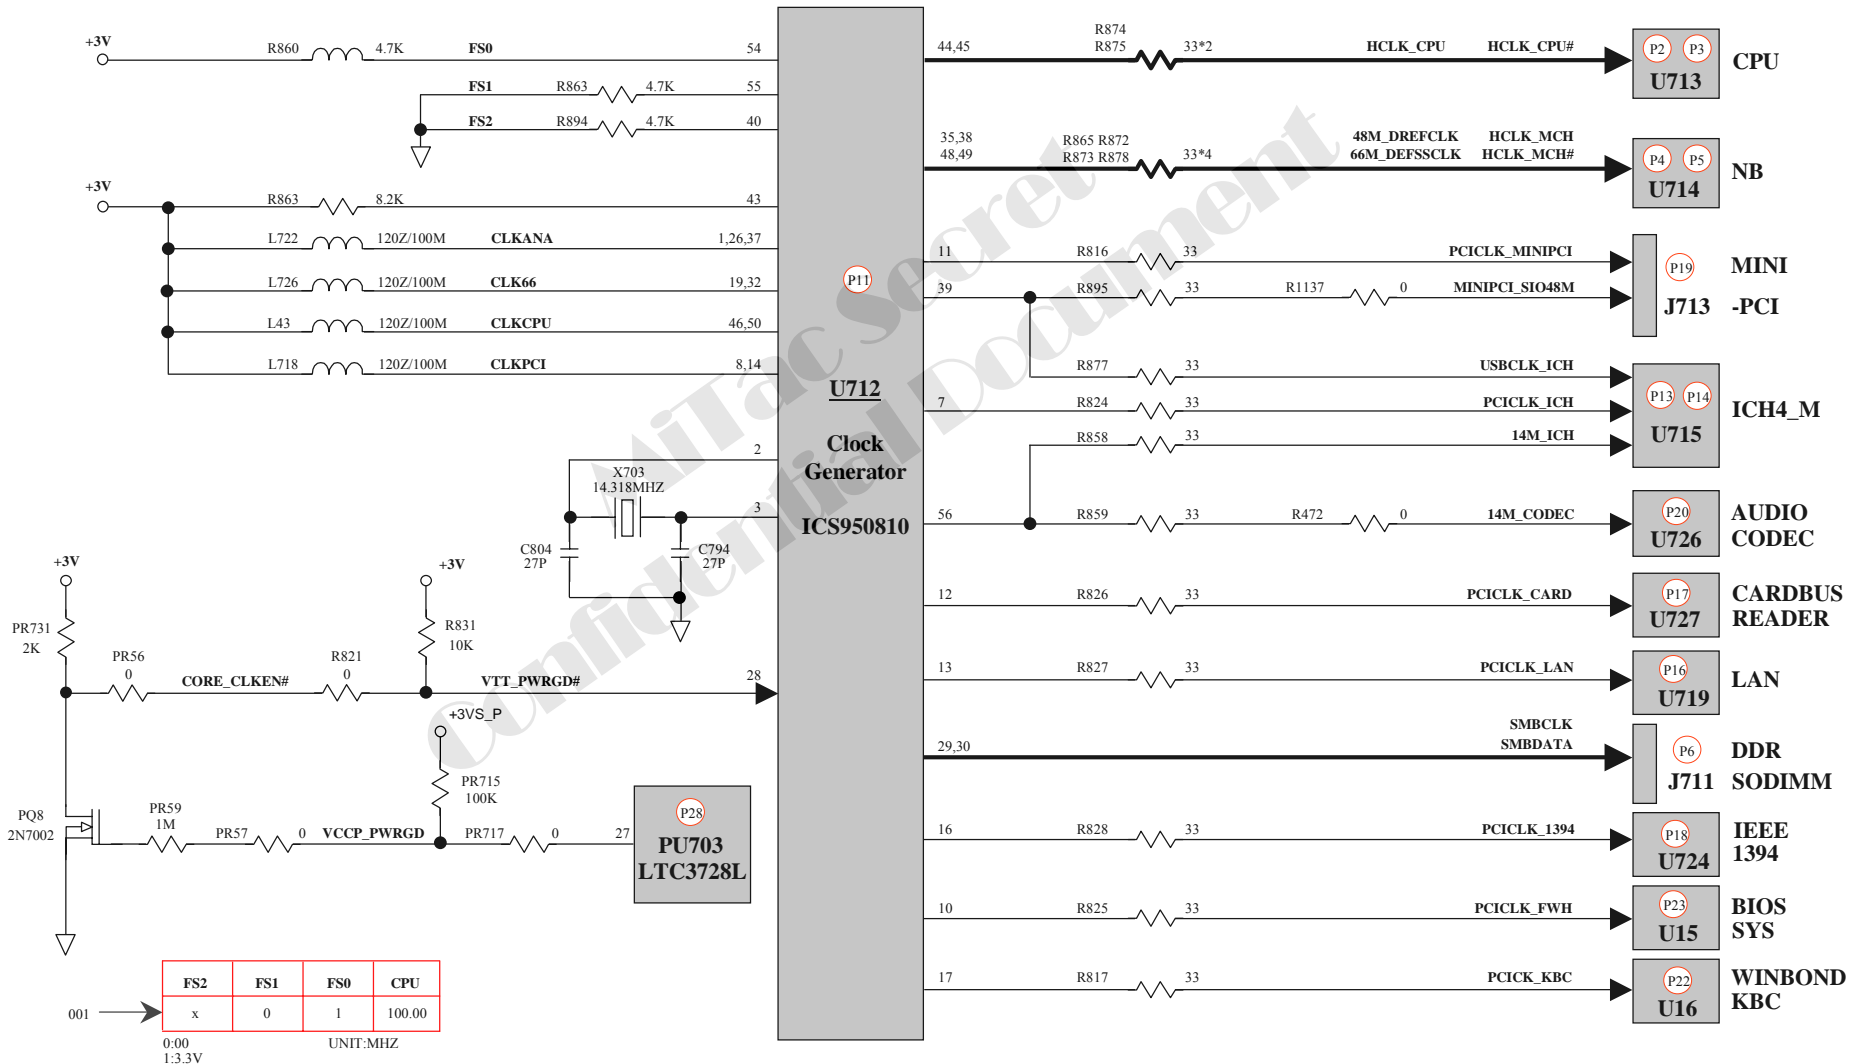 +3V
R860
4.7K
FS0
54
FS1
R863
4.7K
55
FS2
R894
4.7K
40
+3V
R863
8.2K
43
L722
120Z/100M
CLKANA
1,26,37
L726
120Z/100M
CLK66
19,32
L43
120Z/100M
CLKCPU
46,50
L718
120Z/100M
CLKPCI
8,14
2
X703
14.318MHZ
3
C804
27P
C794
27P
+3V
PR731
2K
+3V
R831
10K
PR56
0
CORE_CLKEN#
R821
0
VTT_PWRGD#
28
+3VS_P
PR715
100K
PQ8
2N7002
PR59
1M
PR57
0
VCCP_PWRGD
PR717
0
27
P28
PU703
LTC3728L
P11
U712
Clock
Generator
ICS950810
44,45
R874
R875
33*2
HCLK_CPU
HCLK_CPU#
P2
P3
U713
CPU
35,38
48,49
R865 R872
R873 R878
33*4
48M_DREFCLK
HCLK_MCH
66M_DEFSSCLK
HCLK_MCH#
P4
P5
U714
NB
11
R816
33
PCICLK_MINIPCI
39
R895
33
R1137
0
MINIPCI_SIO48M
P19
J713
MINI
-PCI
R877
33
USBCLK_ICH
7
R824
33
PCICLK_ICH
R858
33
14M_ICH
P13
P14
U715
ICH4_M
56
R859
33
R472
0
14M_CODEC
P20
U726
AUDIO
CODEC
12
R826
33
PCICLK_CARD
P17
U727
CARDBUS
READER
13
R827
33
PCICLK_LAN
P16
U719
LAN
29,30
SMBCLK
SMBDATA
P6
J711
DDR
SODIMM
16
R828
33
PCICLK_1394
P18
U724
IEEE
1394
10
R825
33
PCICLK_FWH
P23
U15
BIOS
SYS
17
R817
33
PCICK_KBC
P22
U16
WINBOND
KBC
001
FS2 FS1 FS0 CPU
x 0 1 100.00
0:00
1:3.3V
UNIT:MHZ
MiTac Secret
Confidential Document